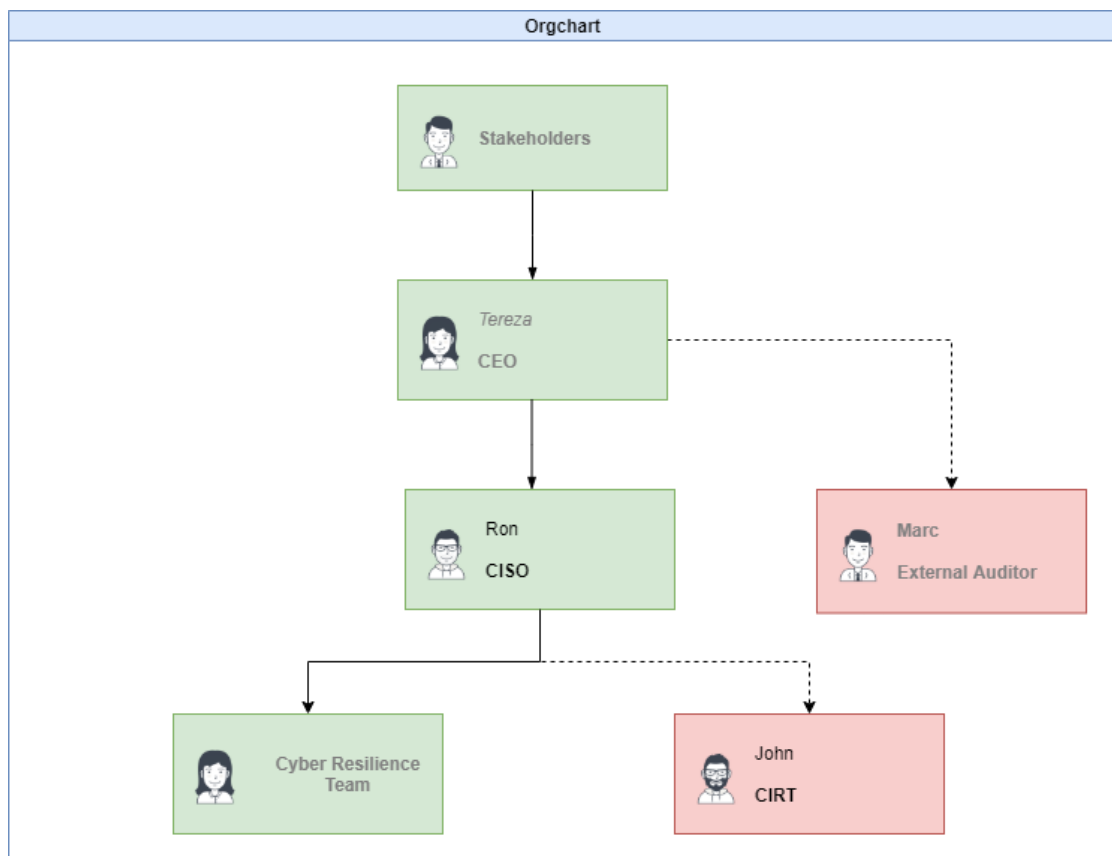 Orgchart
Stakeholders
Tereza
CEO
Ron
CISO
Marc
External Auditor
Cyber Resilience
Team
John
CIRT